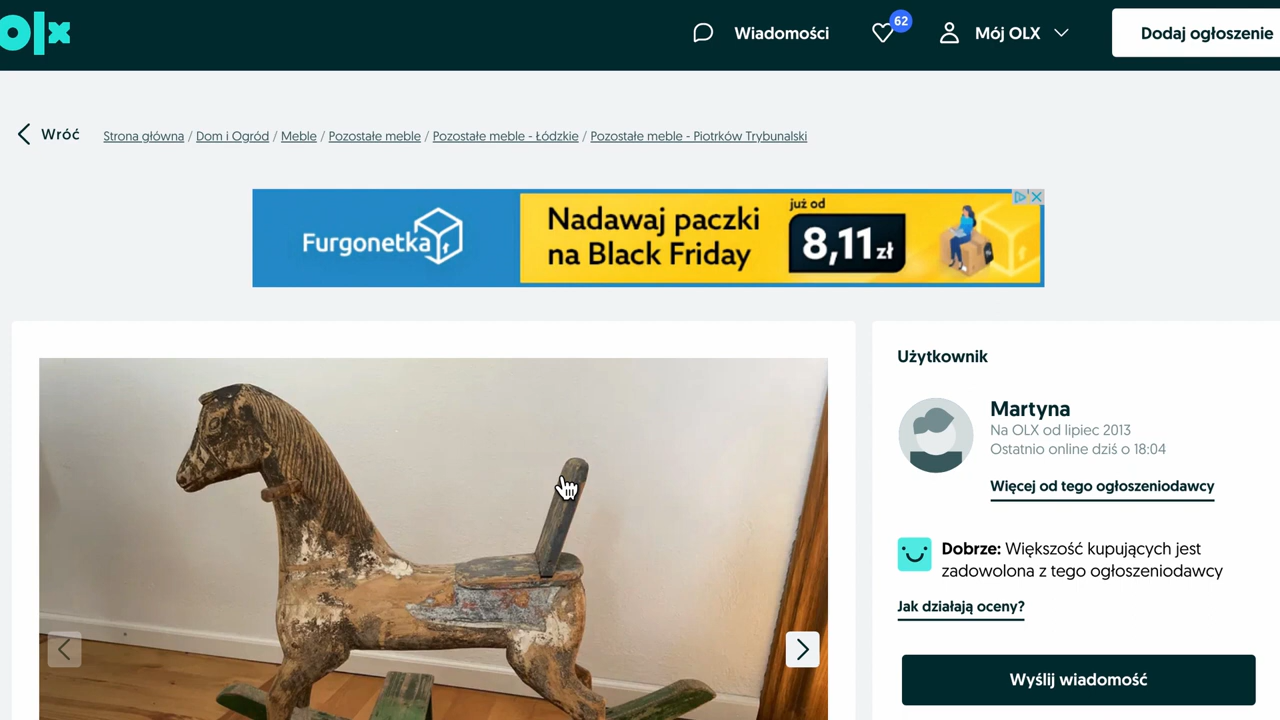 olx
Wiadomości
62
Mój OLX
Dodaj ogłoszenie
Wróć
Strona główna / Dom i Ogród / Meble / Pozostałe meble / Pozostałe meble - Łódzkie / Pozostałe meble - Piotrków Trybunalski
Furgonetka
Nadawaj paczki
na Black Friday
już od
8,11 zł
Użytkownik
Martyna
Na OLX od lipiec 2013
Ostatnio online dziś o 18:04
Więcej od tego ogłoszeniodawcy
Dobrze: Większość kupujących jest
zadowolona z tego ogłoszeniodawcy
Jak działają oceny?
Wyślij wiadomość